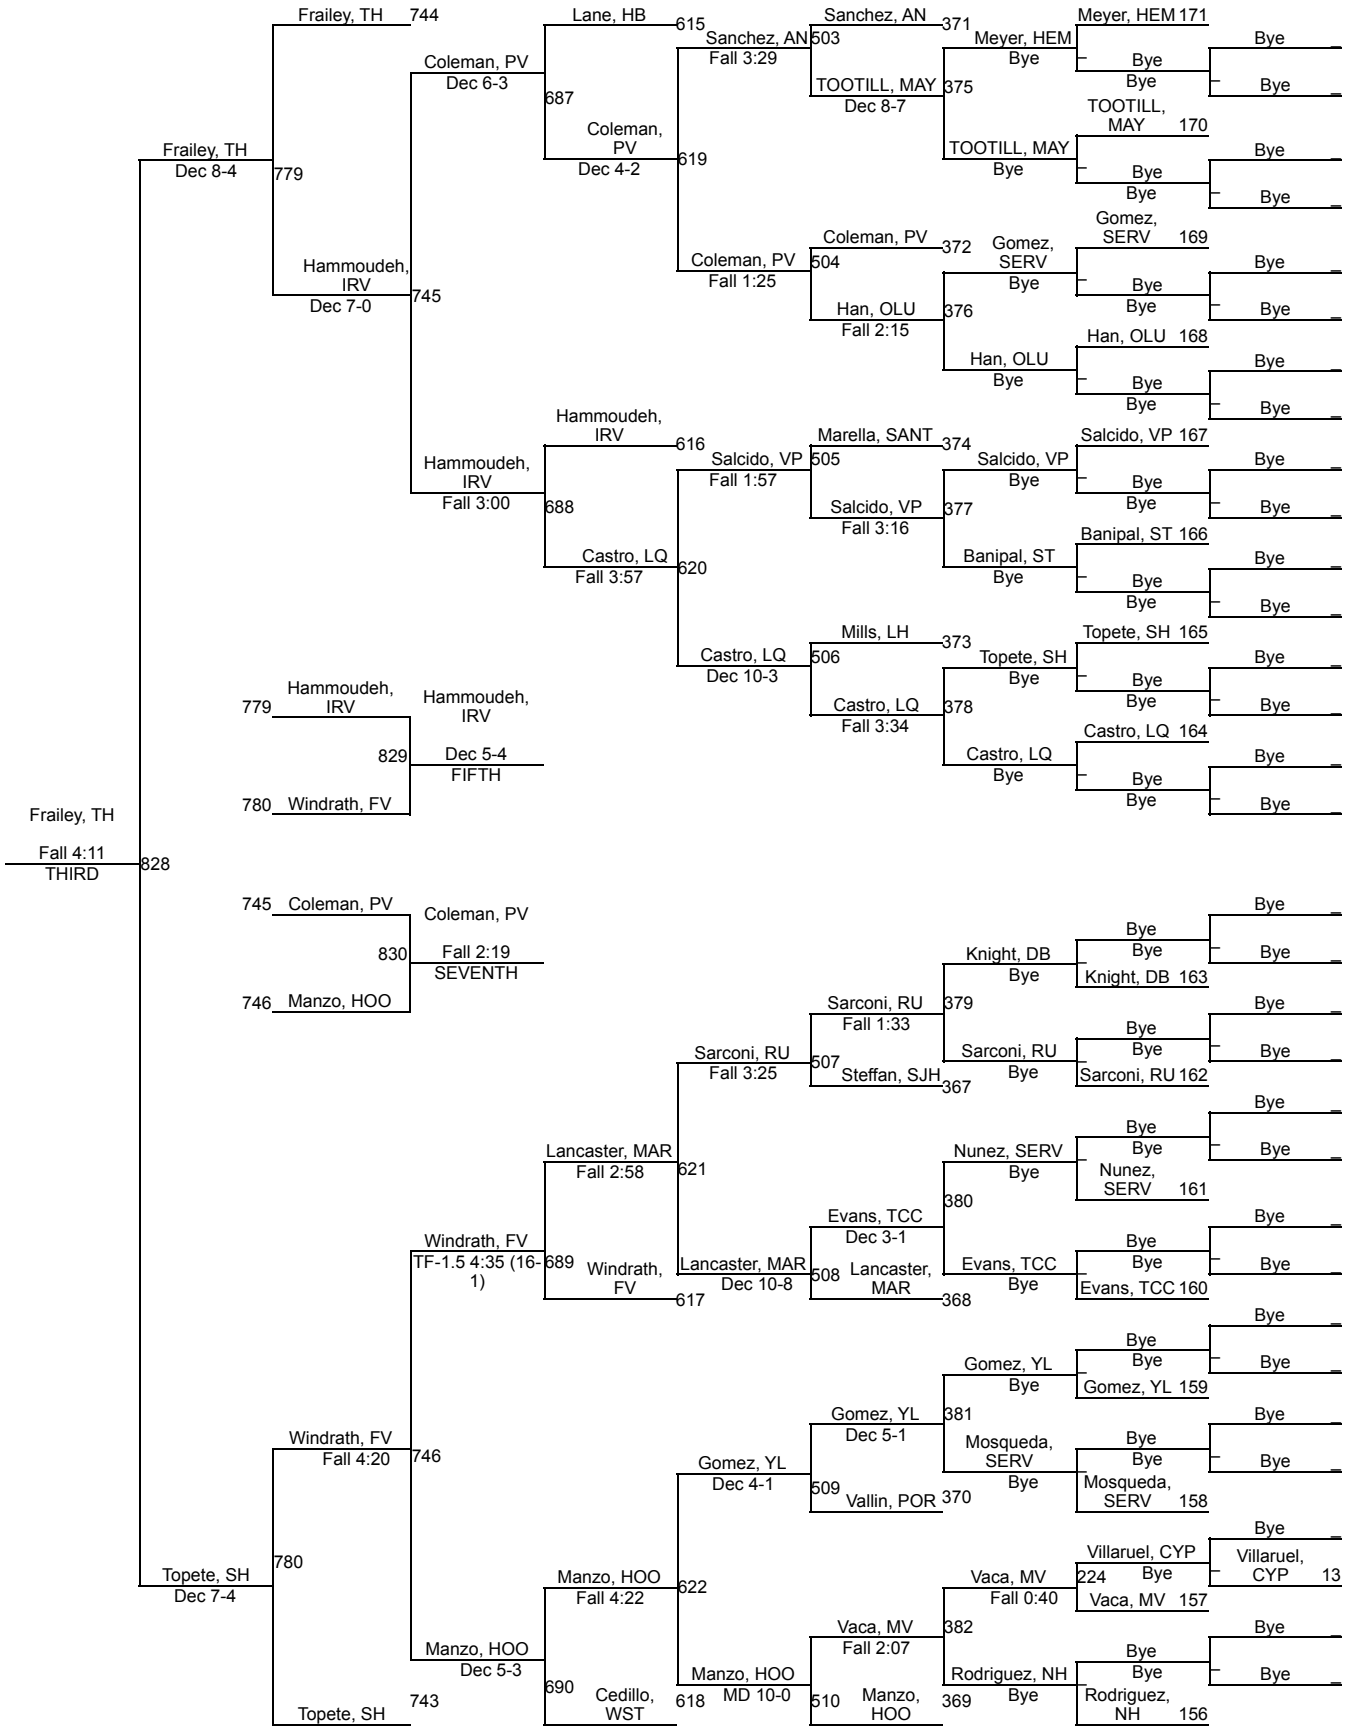 Frailey, TH 744
Lane, HB
615
Sanchez, AN
371
Meyer, HEM 171
Sanchez, AN 503
Fall 3:29
Meyer, HEM
Bye
Bye
Bye
Bye _
Bye _
Coleman, PV
Dec 6-3
687
TOOTILL, MAY 375
Dec 8-7
TOOTILL,
MAY 170
Coleman,
PV
Dec 4-2
619
TOOTILL, MAY
Bye
Bye
Bye
Bye _
Bye _
Frailey, TH
Dec 8-4
779
Gomez,
SERV 169
Coleman, PV
372
Gomez,
SERV
Bye
Bye
Bye
Bye _
Bye _
Coleman, PV 504
Fall 1:25
Hammoudeh,
IRV
Dec 7-0
745
Han, OLU 376
Fall 2:15
Han, OLU 168
Han, OLU
Bye
Bye
Bye
Bye _
Bye _
Hammoudeh,
IRV
616
Marella, SANT 374
Salcido, VP 167
Salcido, VP 505
Fall 1:57
Salcido, VP
Bye
Bye
Bye
Bye _
Bye _
Hammoudeh,
IRV
Fall 3:00
688
Salcido, VP 377
Fall 3:16
Banipal, ST 166
Castro, LQ 620
Fall 3:57
Banipal, ST
Bye
Bye
Bye
Bye _
Bye _
Mills, LH 373
Topete, SH 165
Castro, LQ 506
Dec 10-3
Topete, SH
Bye
Bye
Bye
Bye _
Bye _
779 Hammoudeh,
IRV
Hammoudeh,
IRV
Castro, LQ 378
Fall 3:34
Castro, LQ 164
829 Dec 5-4
FIFTH
Castro, LQ
Bye
Bye
Bye
Bye _
Bye _
780 Windrath, FV
Frailey, TH
Fall 4:11
THIRD
828
745 Coleman, PV
Coleman, PV
830 Fall 2:19
SEVENTH
746 Manzo, HOO
Bye _
Bye
Bye
Bye _
Knight, DB
Bye
Knight, DB 163
Sarconi, RU 379
Fall 1:33
Bye _
Bye
Bye
Bye _
Sarconi, RU
Fall 3:25
507
Sarconi, RU
Bye
Steffan, SJH 367
Sarconi, RU 162
Bye _
Bye
Bye
Bye _
Lancaster, MAR
Fall 2:58
621
Nunez, SERV
Bye
Nunez,
SERV 161
380
Evans, TCC
Dec 3-1
Bye _
Bye
Bye
Bye _
Windrath, FV
TF-1.5 4:35 (16-
1)
689 Windrath,
FV
617
Lancaster, MAR
Dec 10-8
508 Lancaster,
MAR 368
Evans, TCC
Bye
Evans, TCC 160
Bye _
Bye
Bye
Bye _
Gomez, YL
Bye
Gomez, YL 159
Gomez, YL 381
Dec 5-1
Bye _
Windrath, FV
Fall 4:20
746
Mosqueda,
SERV
Bye
Bye
Bye
Bye _
Gomez, YL
Dec 4-1
509
Vallin, POR 370
Mosqueda,
SERV 158
Bye _
780
Topete, SH
Dec 7-4
Manzo, HOO
Fall 4:22
622
Vaca, MV
Fall 0:40
Villaruel, CYP
224 Bye
Villaruel,
CYP 13
Vaca, MV 157
Vaca, MV 382
Fall 2:07
Bye _
Manzo, HOO
Dec 5-3
Bye
Bye
Bye _
690 Cedillo,
WST
618
Manzo, HOO
MD 10-0
510 Manzo,
HOO
369
Rodriguez, NH
Bye
Rodriguez,
NH 156
Topete, SH 743